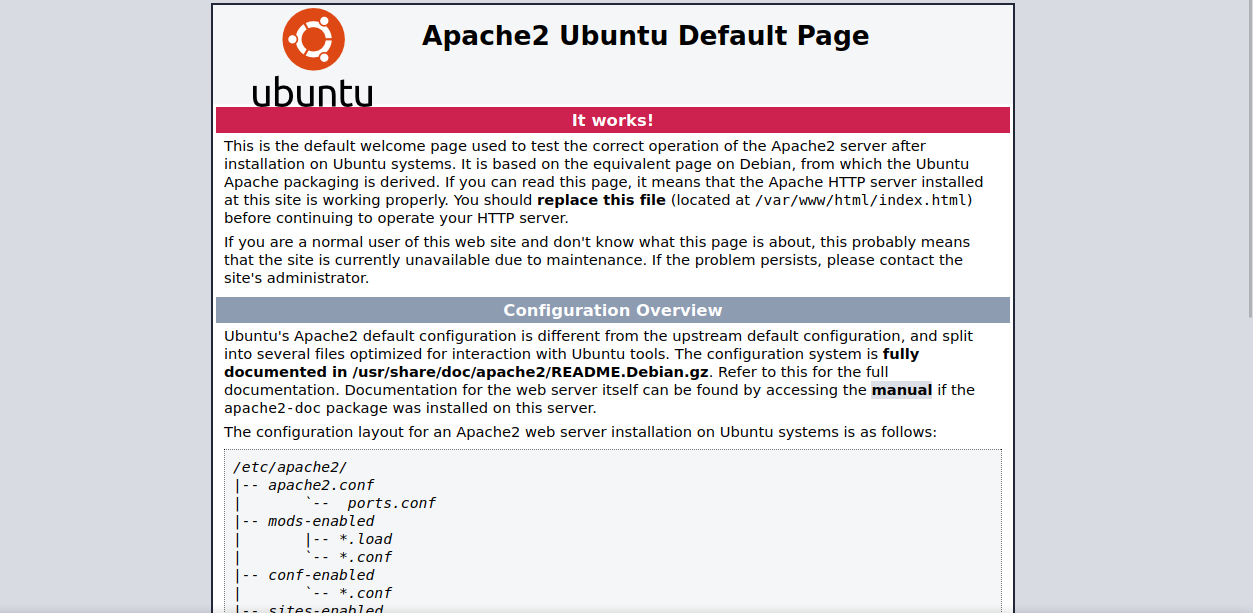 ubuntu
Apache2 Ubuntu Default Page
It works!
This is the default welcome page used to test the correct operation of the Apache2 server after
installation on Ubuntu systems. It is based on the equivalent page on Debian, from which the Ubuntu
Apache packaging is derived. If you can read this page, it means that the Apache HTTP server installed
at this site is working properly. You should replace this file (located at /var/www/html/index.html)
before continuing to operate your HTTP server.
If you are a normal user of this web site and don't know what this page is about, this probably means
that the site is currently unavailable due to maintenance. If the problem persists, please contact the
site's administrator.
Configuration Overview
Ubuntu's Apache2 default configuration is different from the upstream default configuration, and split
into several files optimized for interaction with Ubuntu tools. The configuration system is fully
documented in /usr/share/doc/apache2/README.Debian.gz. Refer to this for the full
documentation. Documentation for the web server itself can be found by accessing the manual if the
apache2-doc package was installed on this server.
The configuration layout for an Apache2 web server installation on Ubuntu systems is as follows:
/etc/apache2/
|-- apache2.conf
|       `--  ports.conf
|-- mods-enabled
|       |-- *.load
|       `-- *.conf
|-- conf-enabled
|       `-- *.conf
|-- sites-enabled